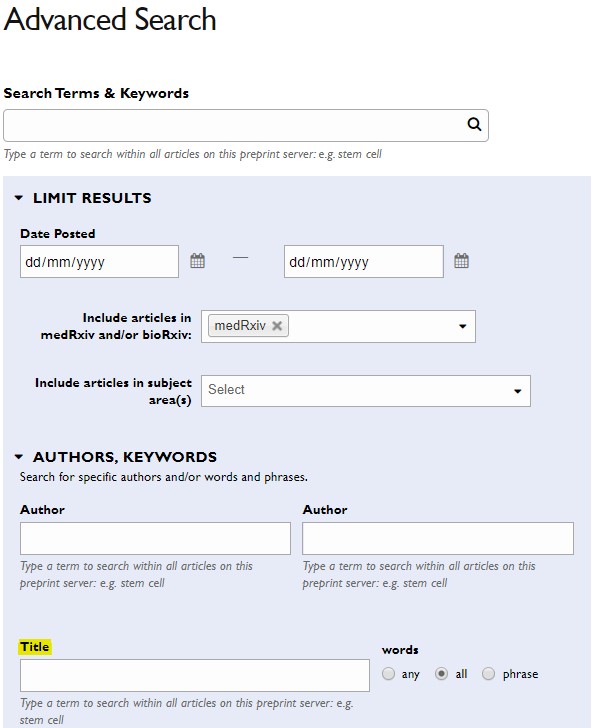 Advanced Search
Search Terms & Keywords
Type a term to search within all articles on this preprint server: e.g. stem cell
LIMIT RESULTS
Date Posted
dd/mm/yyyy — dd/mm/yyyy
Include articles in
medRxiv and/or bioRxiv:
medRxiv
Include articles in subject
area(s)
Select
AUTHORS, KEYWORDS
Search for specific authors and/or words and phrases.
Author
Type a term to search within all articles on this
preprint server: e.g. stem cell
Author
Type a term to search within all articles on this
preprint server: e.g. stem cell
Title
Type a term to search within all articles on this preprint server: e.g.
stem cell
words
any all phrase